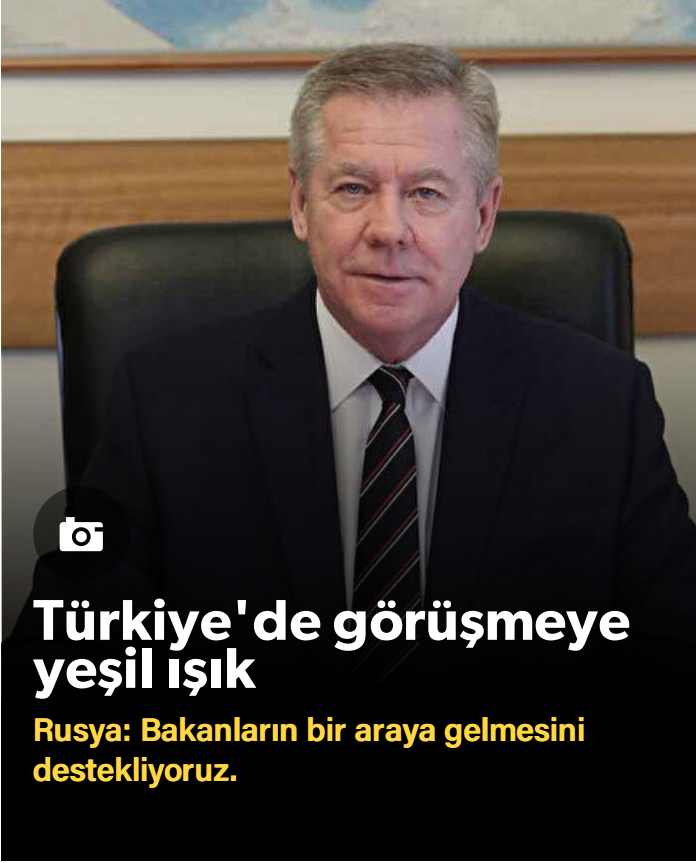 Türkiye'de görüşmeye
yeşil ışık
Rusya: Bakanların bir araya gelmesini
destekliyoruz.